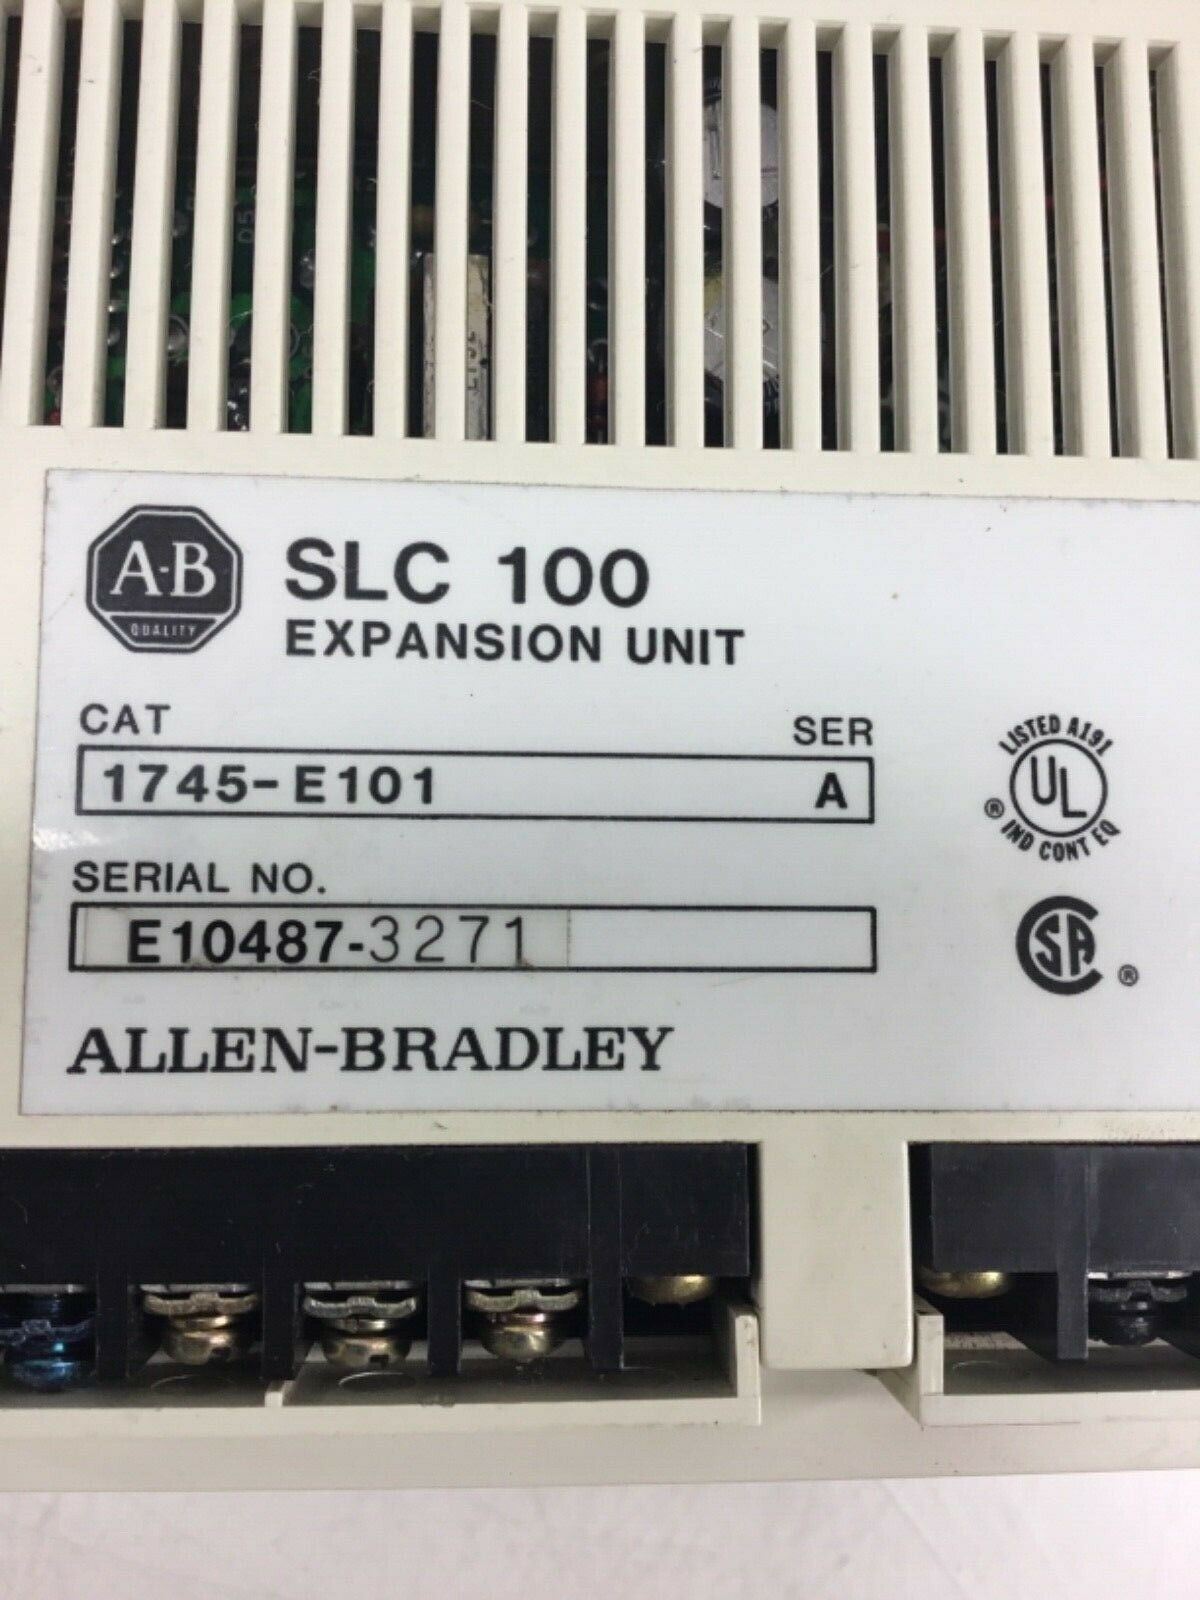 A-B
QUALITY
SLC 100
EXPANSION UNIT
CAT
SER
1745-E101
A
LISTED A191
UL
®
IND CONT EQ
SERIAL NO.
E10487-3271
SA
®
ALLEN-BRADLEY